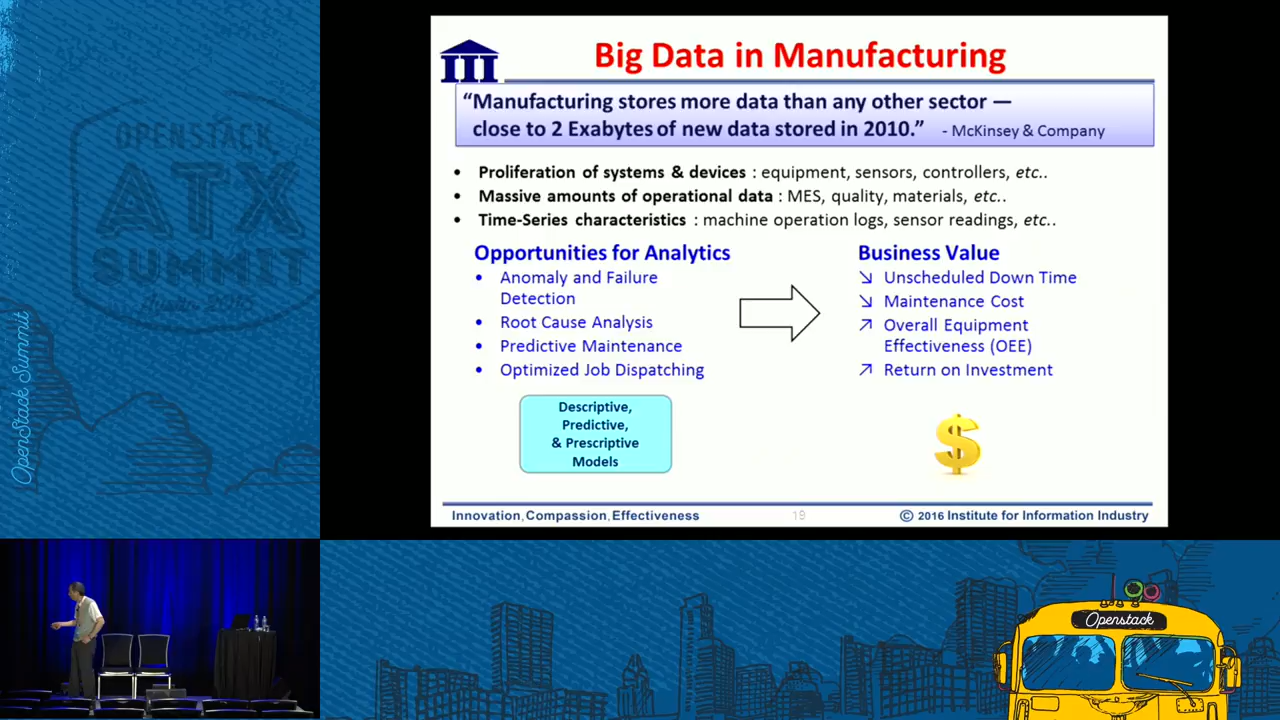 Big Data in Manufacturing
“Manufacturing stores more data than any other sector —
close to 2 Exabytes of new data stored in 2010.” - McKinsey & Company
• Proliferation of systems & devices : equipment, sensors, controllers, etc..
• Massive amounts of operational data : MES, quality, materials, etc..
• Time-Series characteristics : machine operation logs, sensor readings, etc..
Opportunities for Analytics
• Anomaly and Failure
Detection
• Root Cause Analysis
• Predictive Maintenance
• Optimized Job Dispatching
Descriptive,
Predictive,
& Prescriptive
Models
Business Value
↘ Unscheduled Down Time
↘ Maintenance Cost
↗ Overall Equipment
Effectiveness (OEE)
↗ Return on Investment
$
Innovation, Compassion, Effectiveness
© 2016 Institute for Information Industry
OPENSTACK
ATX
SUMMIT
OpenStack Summit
Openstack